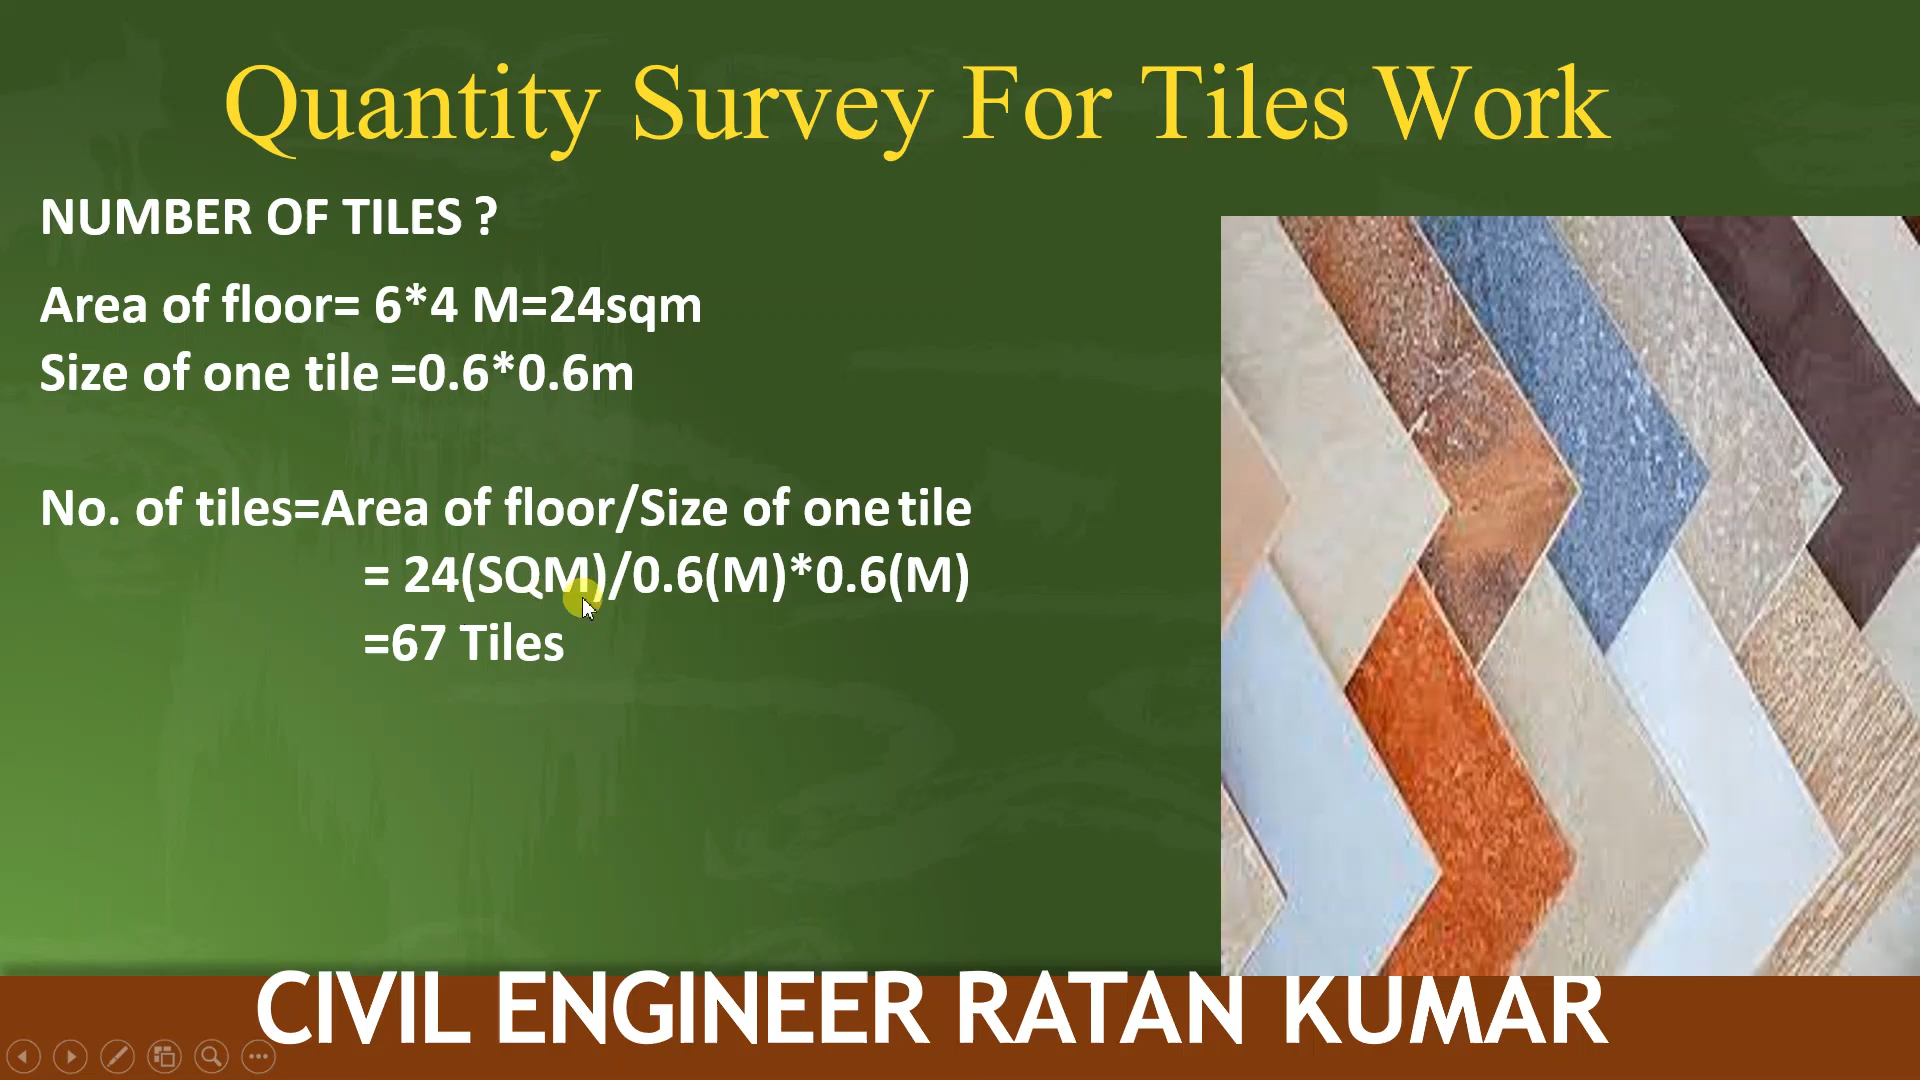 Quantity Survey For Tiles Work
NUMBER OF TILES ?
Area of floor= 6*4 M=24sqm
Size of one tile =0.6*0.6m
No. of tiles=Area of floor/Size of one tile
= 24(SQM)/0.6(M)*0.6(M)
=67 Tiles
CIVIL ENGINEER RATAN KUMAR